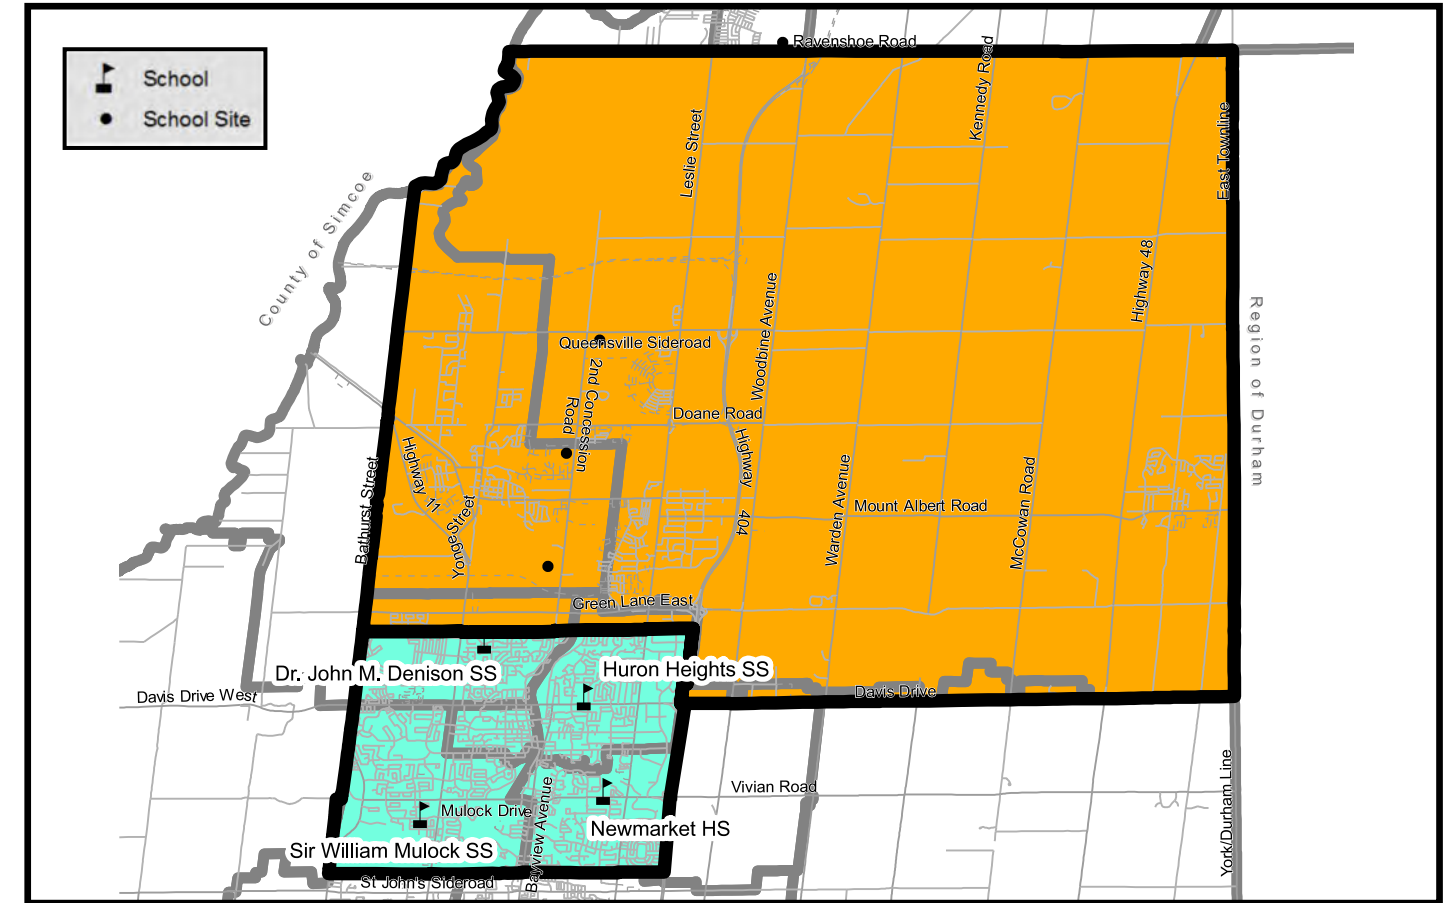 Ravenshoe Road
School
School Site
Kennedy Road
Leslie Street
East Townline
County of Simcoe
Highway 48
Woodbine Avenue
Region of Durham
Queensville Sideroad
2nd Concession
Road
Doane Road
Highway 11
Highway 404
Bathurst Street
Yonge Street
Warden Avenue
McCowan Road
Mount Albert Road
Green Lane East
Dr. John M. Denison SS
Huron Heights SS
Davis Drive West
Davis Drive
Vivian Road
York/Durham Line
Mulock Drive
Bayview Avenue
Newmarket HS
Sir William Mulock SS
St John's Sideroad